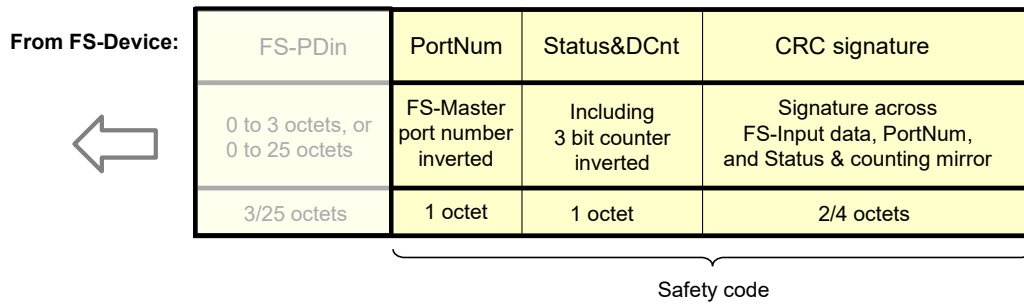 From FS-Device:
FS-PDin
PortNum
Status&DCnt
CRC signature
0 to 3 octets, or
0 to 25 octets
FS-Master
port number
inverted
Including
3 bit counter
inverted
Signature across
FS-Input data, PortNum,
and Status & counting mirror
3/25 octets
1 octet
1 octet
2/4 octets
Safety code